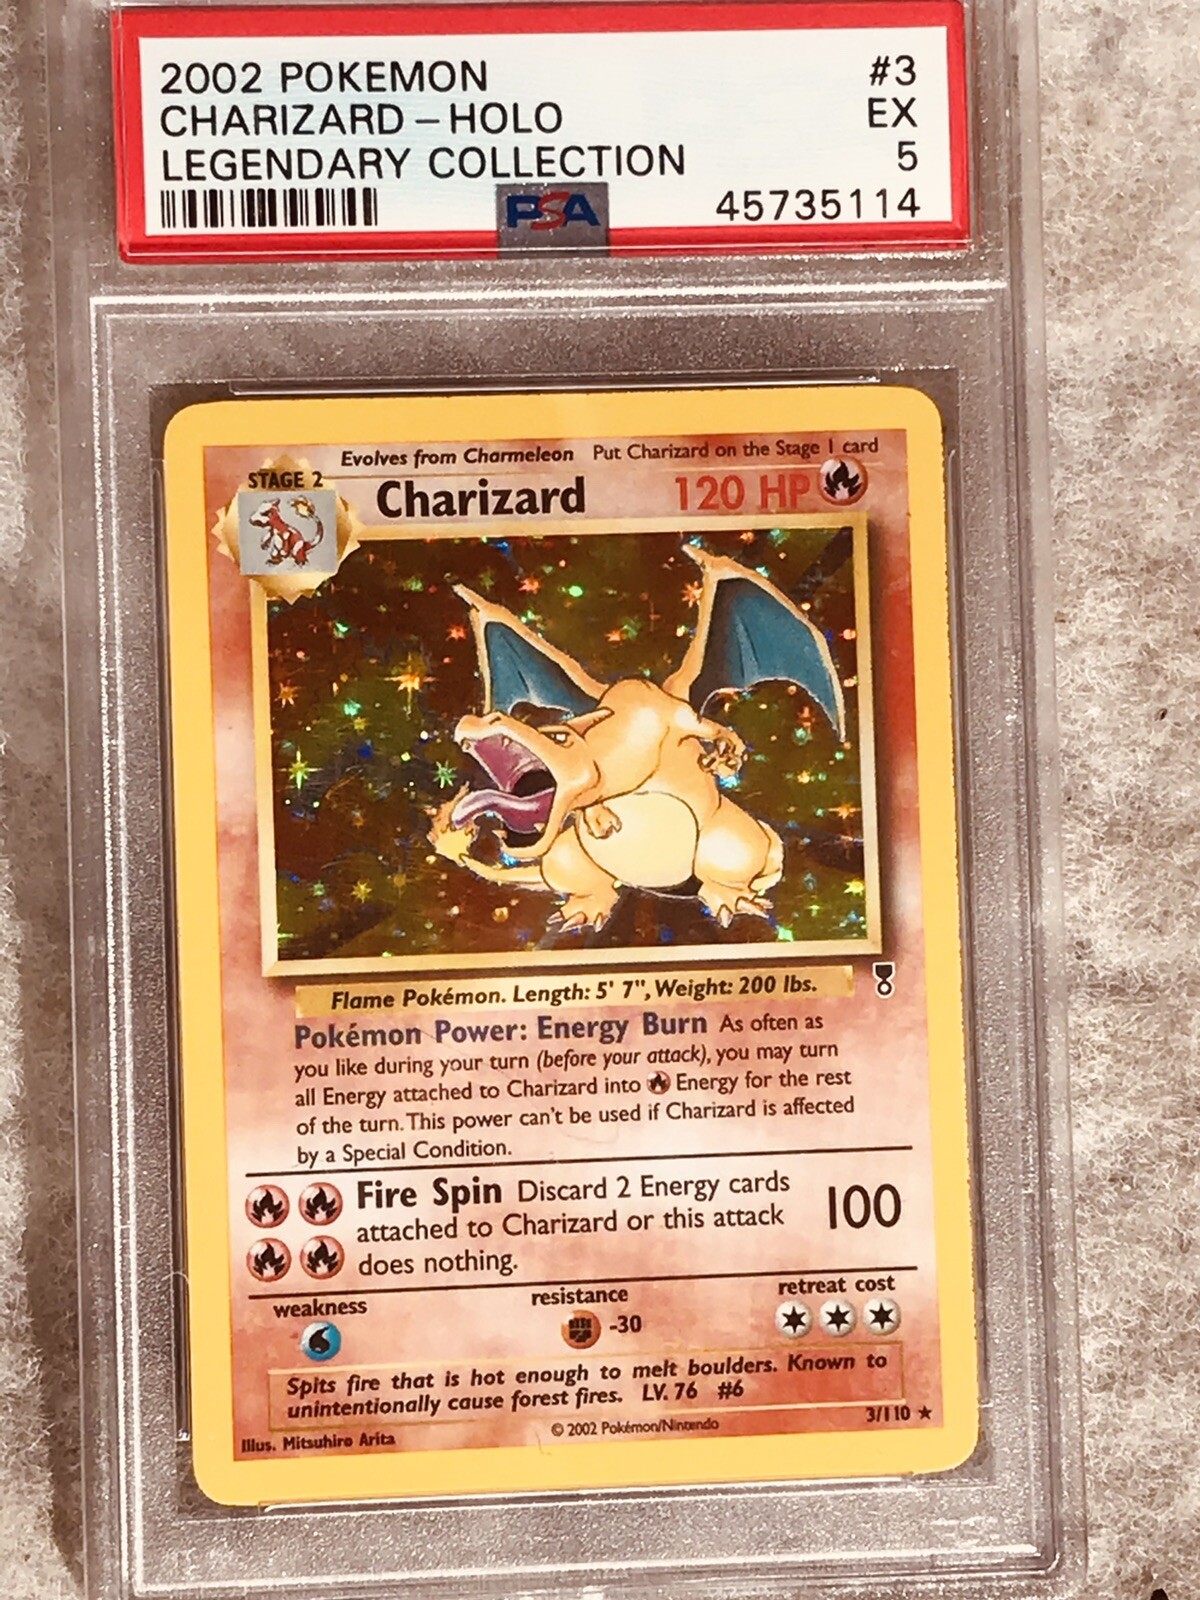 2002 POKEMON #3
CHARIZARD-HOLO EX
LEGENDARY COLLECTION 5
PSA 45735114
Evolves from Charmeleon Put Charizard on the Stage 1 card
STAGE 2
Charizard 120 HP
Flame Pokémon. Length: 5' 7", Weight: 200 lbs.
Pokémon Power: Energy Burn As often as
you like during your turn (before your attack), you may turn
all Energy attached to Charizard into Energy for the rest
of the turn. This power can't be used if Charizard is affected
by a Special Condition.
Fire Spin Discard 2 Energy cards
attached to Charizard or this attack 100
does nothing.
weakness resistance retreat cost
-30
Spits fire that is hot enough to melt boulders. Known to
unintentionally cause forest fires. LV. 76 #6
Illus. Mitsuhiro Arita © 2002 Pokémon/Nintendo 3/110 ★